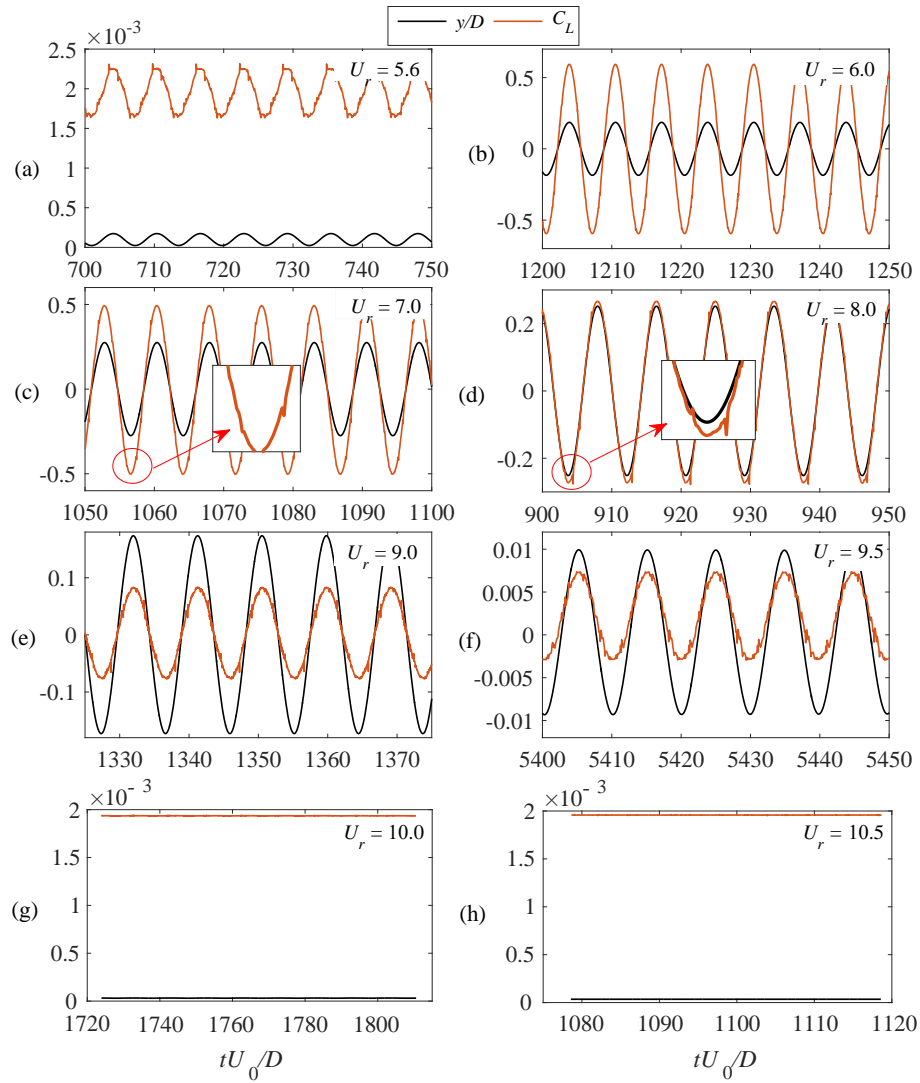 y/D C_L
×10^-3
2.5
2
1.5
1
0.5
0
U_r = 5.6
(a)
700 710 720 730 740 750
0.5
0
-0.5
U_r = 6.0
(b)
1200 1210 1220 1230 1240 1250
0.5
0
-0.5
U_r = 7.0
(c)
1050 1060 1070 1080 1090 1100
0.2
0
-0.2
U_r = 8.0
(d)
900 910 920 930 940 950
0.1
0
-0.1
U_r = 9.0
(e)
1330 1340 1350 1360 1370
0.01
0.005
0
-0.005
-0.01
U_r = 9.5
(f)
5400 5410 5420 5430 5440 5450
×10^-3
2
1.5
1
0.5
0
U_r = 10.0
(g)
1720 1740 1760 1780 1800
tU_0/D
×10^-3
2
1.5
1
0.5
0
U_r = 10.5
(h)
1080 1090 1100 1110 1120
tU_0/D